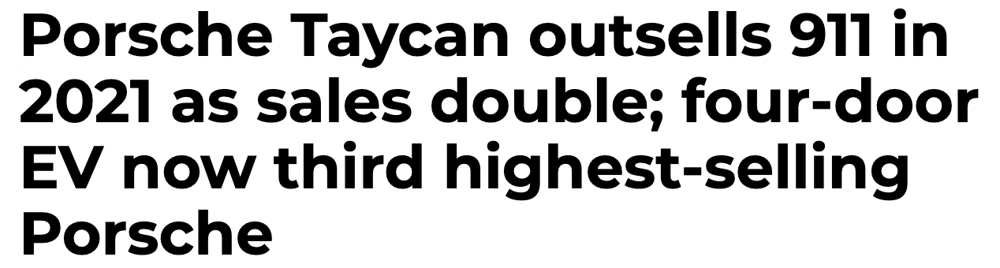 Porsche Taycan outsells 911 in
2021 as sales double; four-door
EV now third highest-selling
Porsche